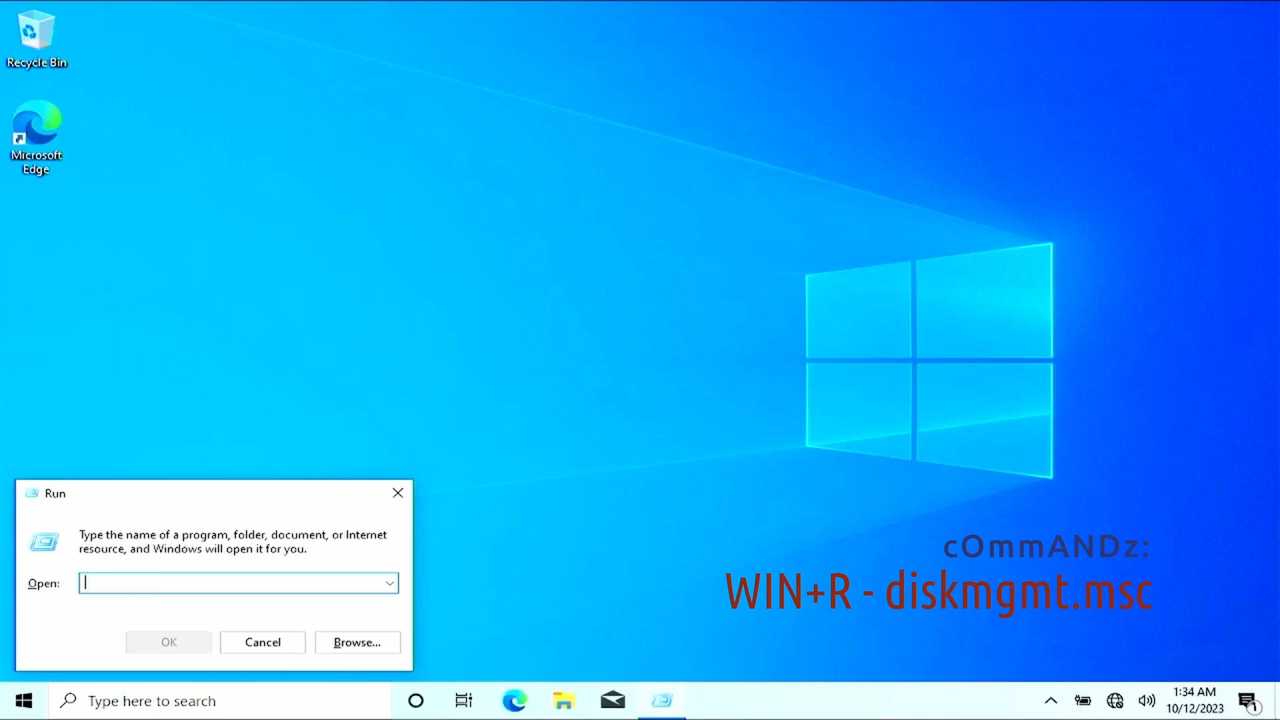 Recycle Bin
Microsoft
Edge
Run
Type the name of a program, folder, document, or Internet
resource, and Windows will open it for you.
Open:
OK
Cancel
Browse...
cOmmANDz:
WIN+R - diskmgmt.msc
Type here to search
1:34 AM
10/12/2023
1